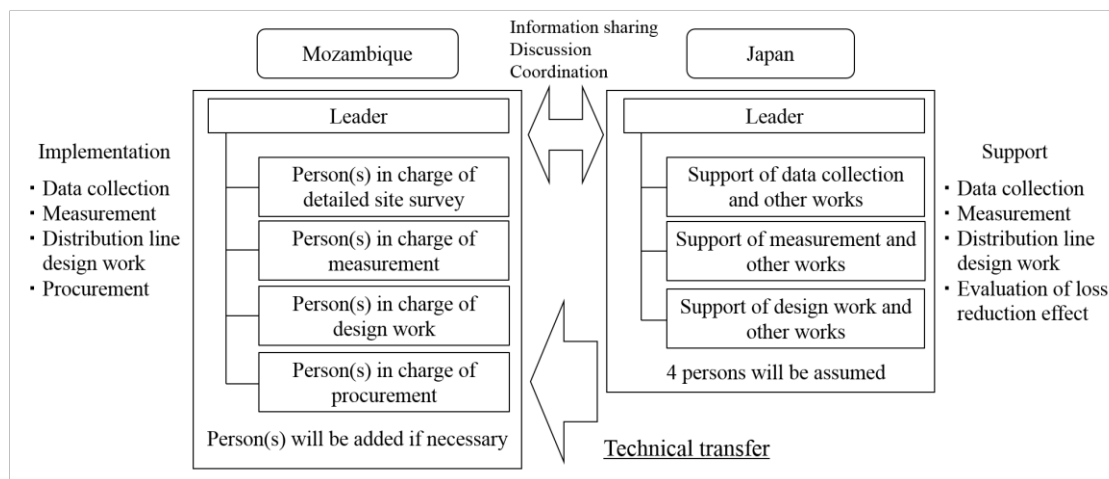 Information sharing
Discussion
Coordination
Mozambique
Japan
Implementation
・Data collection
・Measurement
・Distribution line
design work
・Procurement
Leader
Person(s) in charge of
detailed site survey
Person(s) in charge of
measurement
Person(s) in charge of
design work
Person(s) in charge of
procurement
Person(s) will be added if necessary
Leader
Support of data collection
and other works
Support of measurement and
other works
Support of design work and
other works
4 persons will be assumed
Support
・Data collection
・Measurement
・Distribution line
design work
・Evaluation of loss
reduction effect
Technical transfer